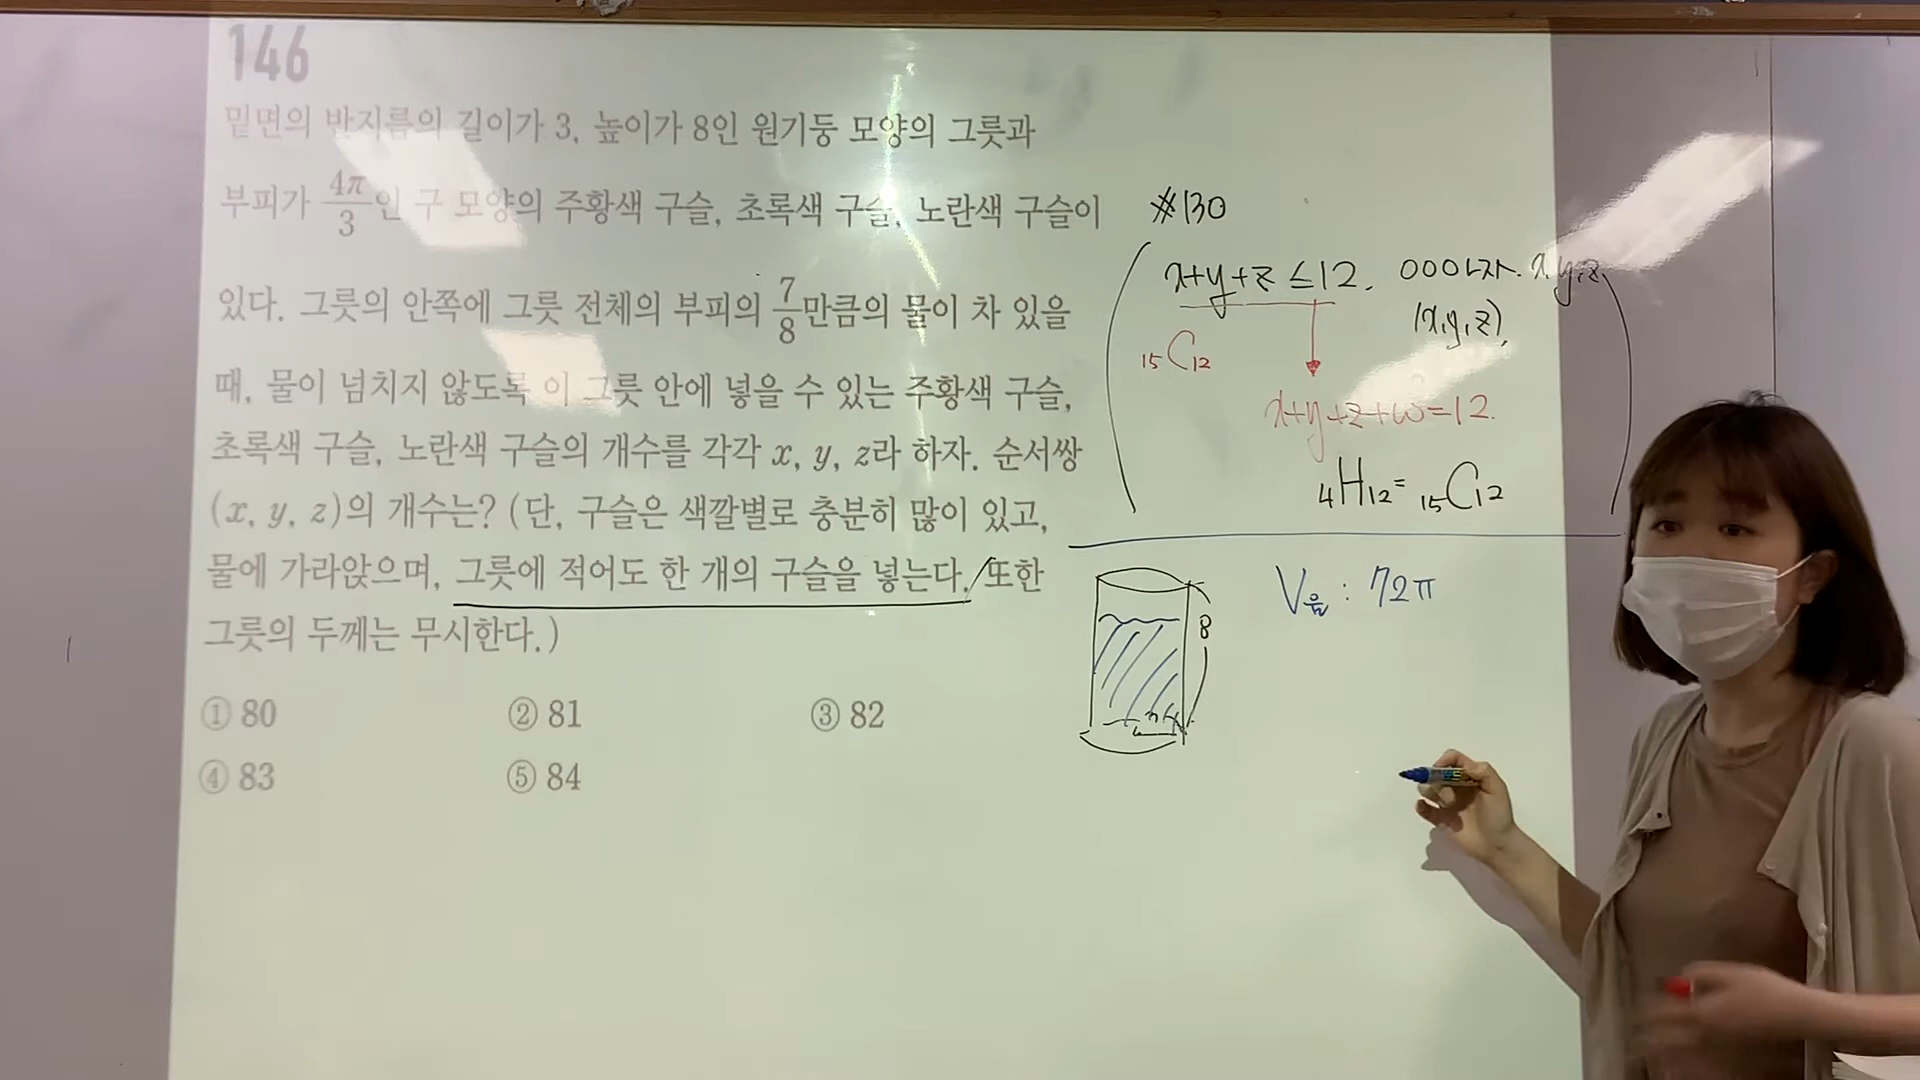 146
밑면의 반지름의 길이가 3, 높이가 8인 원기둥 모양의 그릇과
부피가 4π/3인 구 모양의 주황색 구슬, 초록색 구슬, 노란색 구슬이
있다. 그릇의 안쪽에 그릇 전체의 부피의 7/8만큼의 물이 차 있을
때, 물이 넘치지 않도록 이 그릇 안에 넣을 수 있는 주황색 구슬,
초록색 구슬, 노란색 구슬의 개수를 각각 x, y, z라 하자. 순서쌍
(x, y, z)의 개수는? (단, 구슬은 색깔별로 충분히 많이 있고,
물에 가라앉으며, 그릇에 적어도 한 개의 구슬을 넣는다. 또한
그릇의 두께는 무시한다.)
① 80 ② 81 ③ 82
④ 83 ⑤ 84
#130
x+y+z ≤12. x, y, z
(x, y, z),
₁₅C₁₂
x+y+z+w=12.
₄H₁₂= ₁₅C₁₂
8
V : 72π